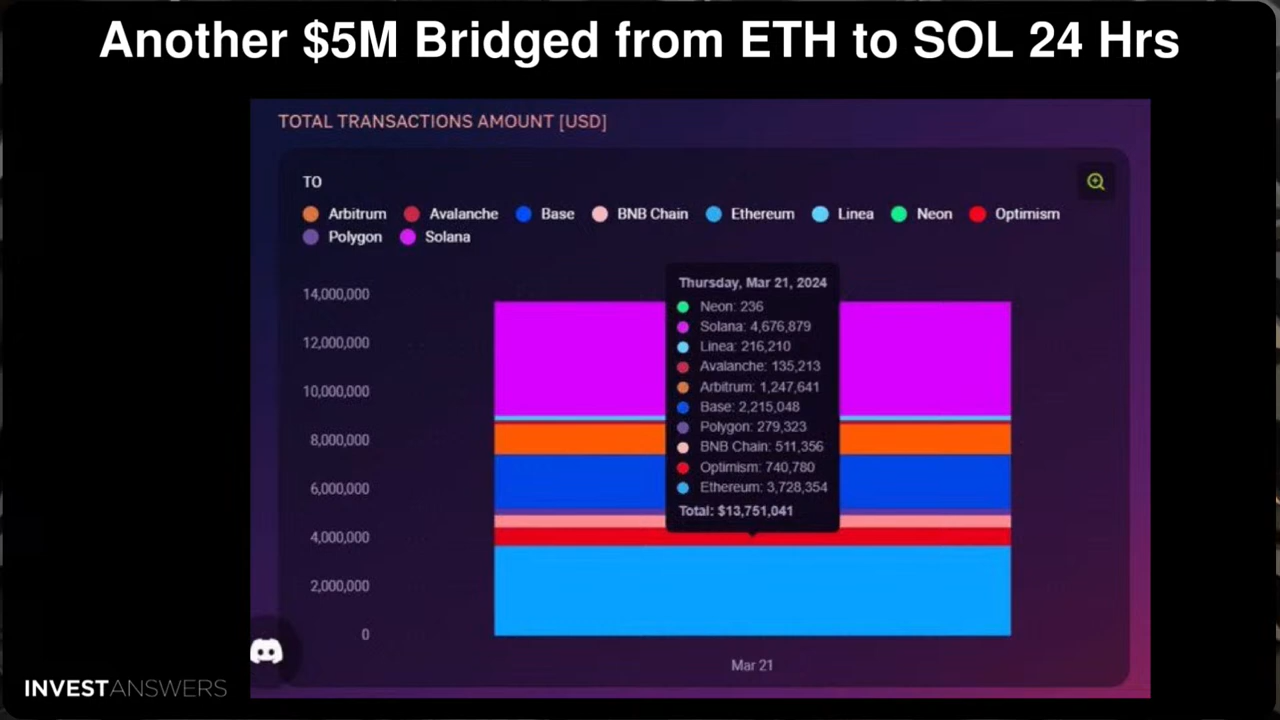 Another $5M Bridged from ETH to SOL 24 Hrs
TOTAL TRANSACTIONS AMOUNT [USD]
TO
Arbitrum Avalanche Base BNB Chain Ethereum Linea Neon Optimism
Polygon Solana
14,000,000
12,000,000
10,000,000
8,000,000
6,000,000
4,000,000
2,000,000
0
Thursday, Mar 21, 2024
Neon: 236
Solana: 4,676,879
Linea: 216,210
Avalanche: 135,213
Arbitrum: 1,247,641
Base: 2,215,048
Polygon: 279,323
BNB Chain: 511,356
Optimism: 740,780
Ethereum: 3,728,354
Total: $13,751,041
Mar 21
INVESTANSWERS